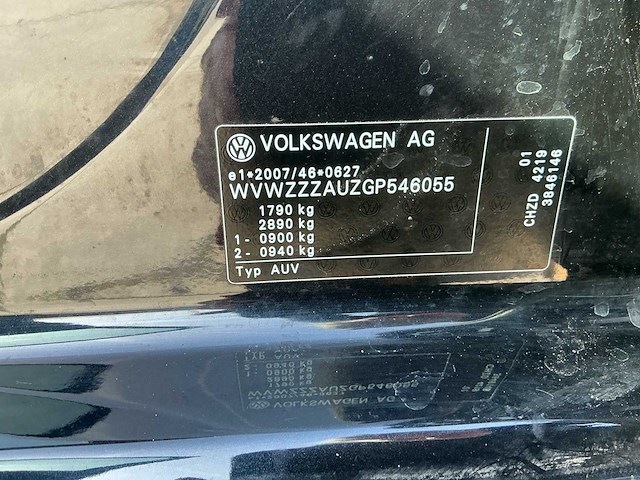 VOLKSWAGEN AG
e1*2007/46*0627
WVWZZZAUZGP546055
1790 kg
2890 kg
1- 0900 kg
2- 0940 kg
Typ AUV
01
CHZD 4219
3846146